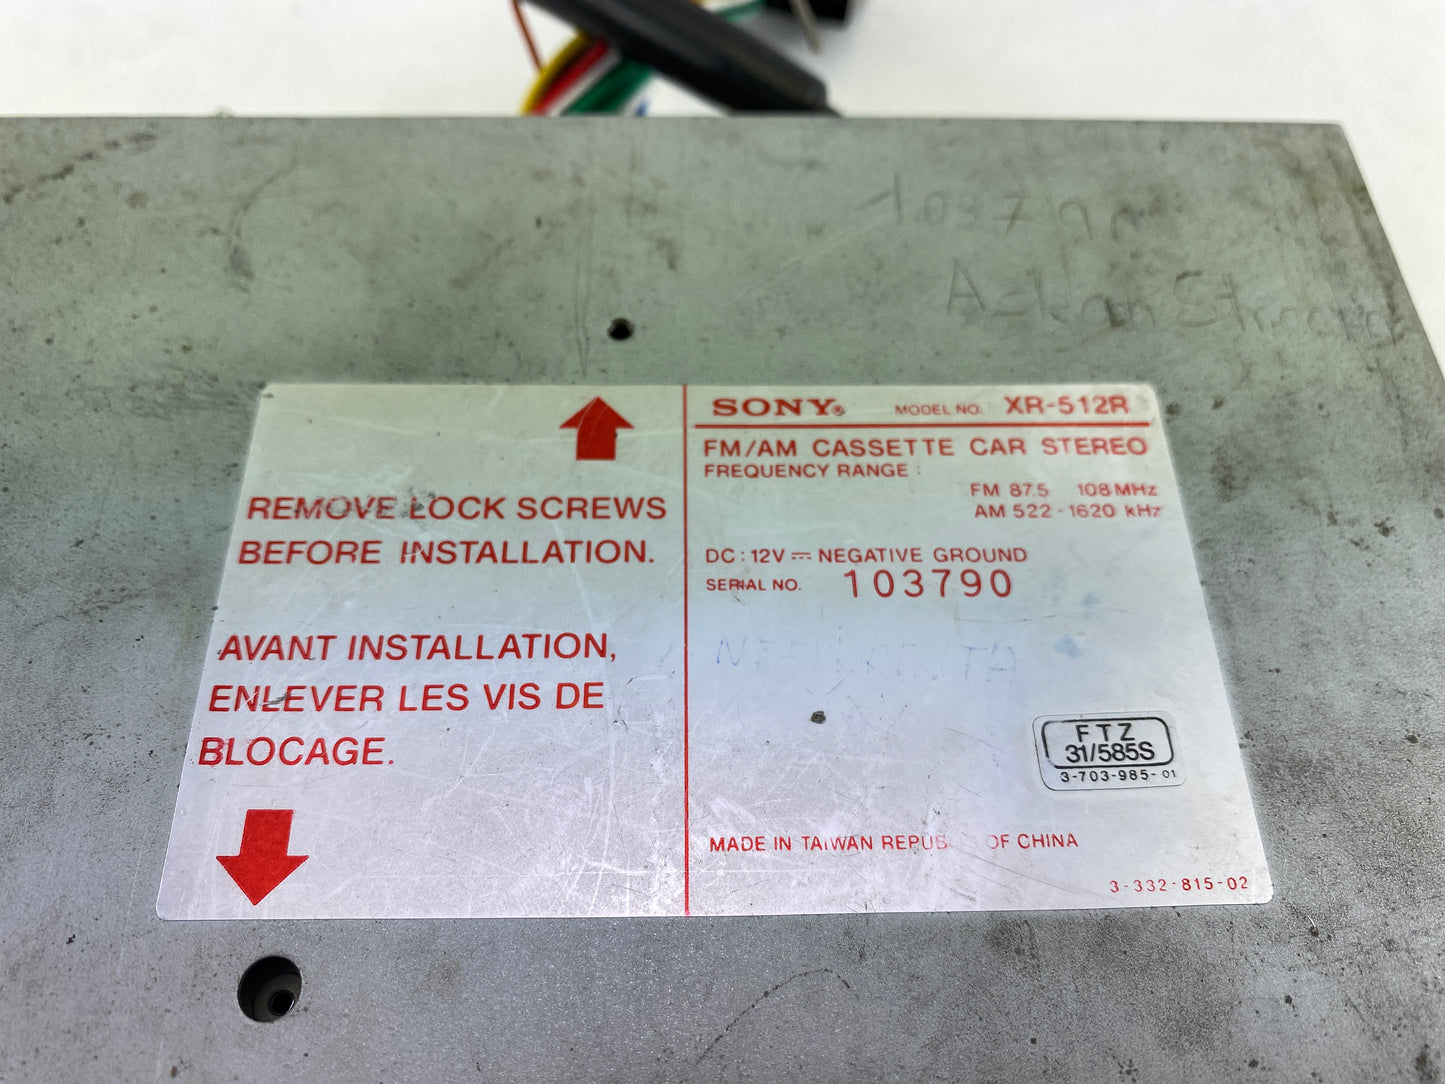 REMOVE LOCK SCREWS
BEFORE INSTALLATION.
AVANT INSTALLATION,
ENLEVER LES VIS DE
BLOCAGE.
SONY® MODEL NO. XR-512R
FM/AM CASSETTE CAR STEREO
FREQUENCY RANGE :
FM 87.5 108 MHz
AM 522 - 1620 kHz
DC : 12V ⎓ NEGATIVE GROUND
SERIAL NO. 103790
FTZ
31/585S
3-703-985-01
MADE IN TAIWAN REPUB OF CHINA
3-332-815-02